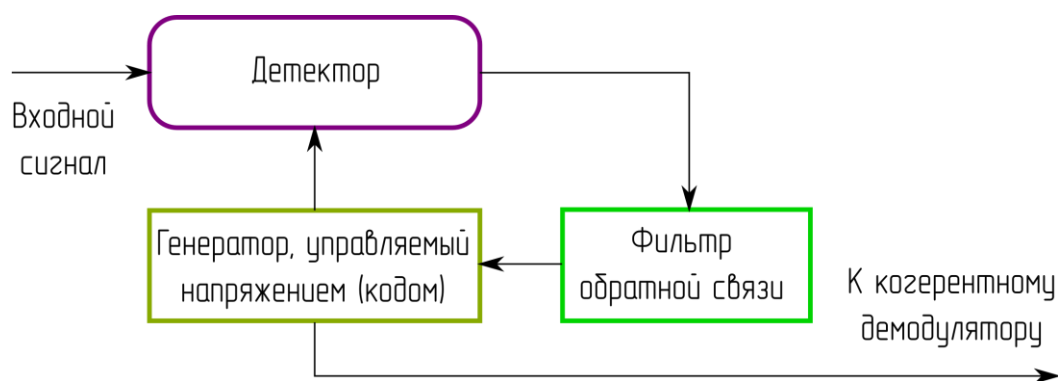 Детектор
Входной
сигнал
Генератор, управляемый
напряжением (кодом)
Фильтр
обратной связи
К когерентному
демодулятору